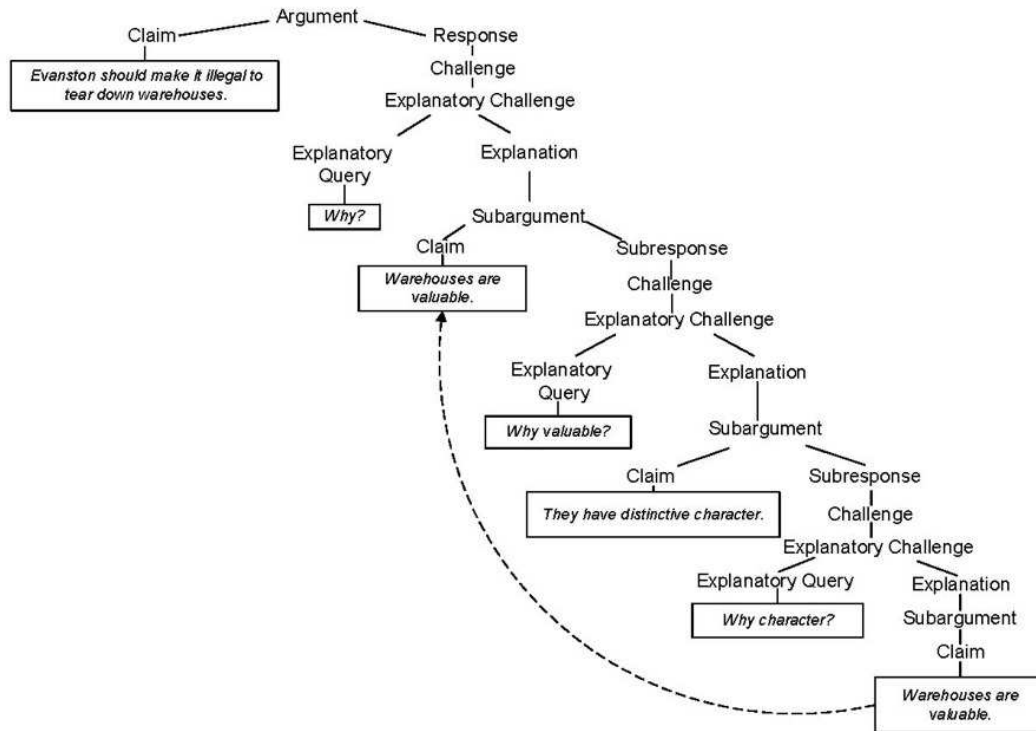 Argument
Claim
Response
Evanston should make it illegal to
tear down warehouses.
Challenge
Explanatory Challenge
Explanatory
Query
Explanation
Why?
Subargument
Claim
Subresponse
Warehouses are
valuable.
Challenge
Explanatory Challenge
Explanatory
Query
Explanation
Why valuable?
Subargument
Claim
Subresponse
They have distinctive character.
Challenge
Explanatory Challenge
Explanatory Query
Explanation
Why character?
Subargument
Claim
Warehouses are
valuable.